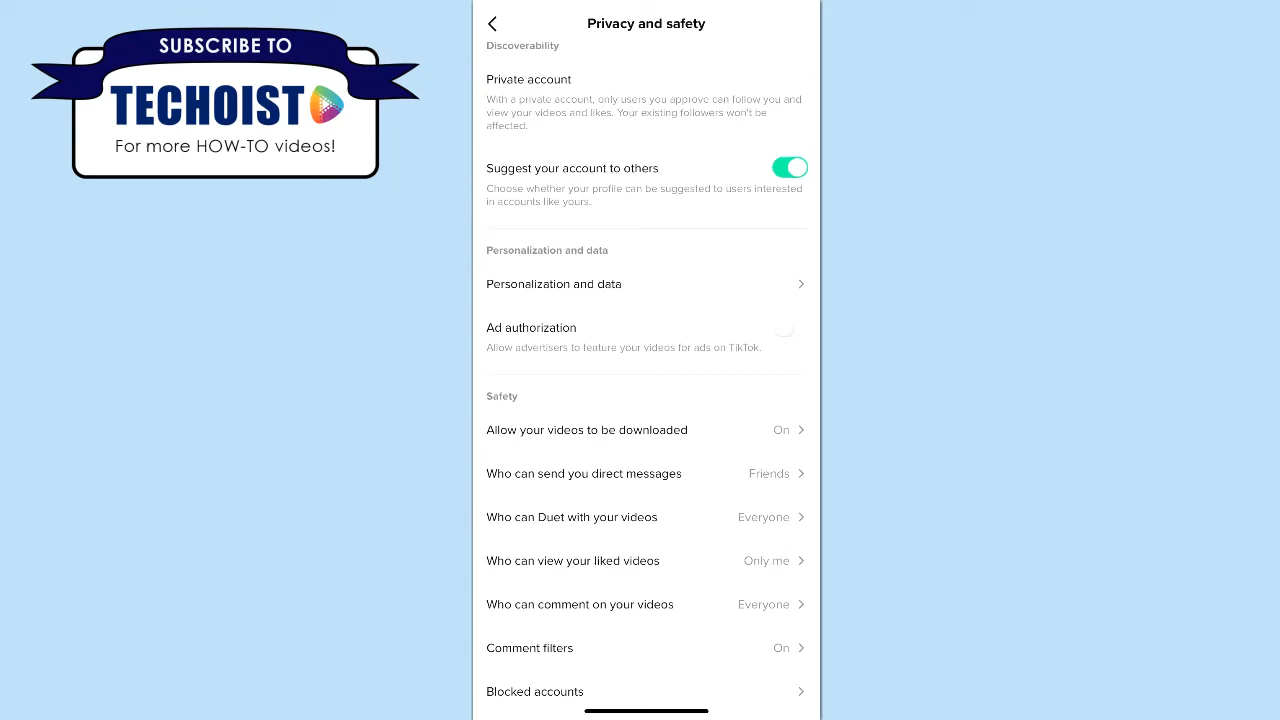 SUBSCRIBE TO
TECHOIST
For more HOW-TO videos!
Privacy and safety
Discoverability
Private account
With a private account, only users you approve can follow you and
view your videos and likes. Your existing followers won't be
affected.
Suggest your account to others
Choose whether your profile can be suggested to users interested
in accounts like yours.
Personalization and data
Personalization and data
Ad authorization
Allow advertisers to feature your videos for ads on TikTok.
Safety
Allow your videos to be downloaded On
Who can send you direct messages Friends
Who can Duet with your videos Everyone
Who can view your liked videos Only me
Who can comment on your videos Everyone
Comment filters On
Blocked accounts